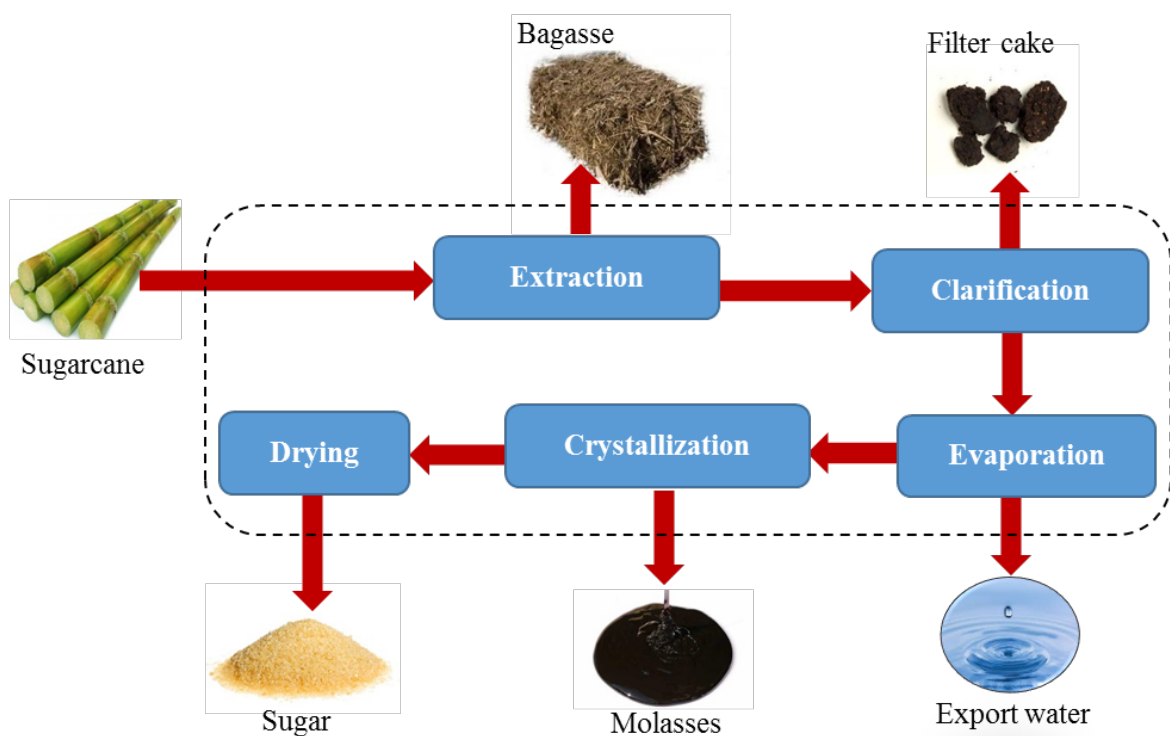 Bagasse
Filter cake
Sugarcane
Extraction
Clarification
Drying
Crystallization
Evaporation
Sugar
Molasses
Export water